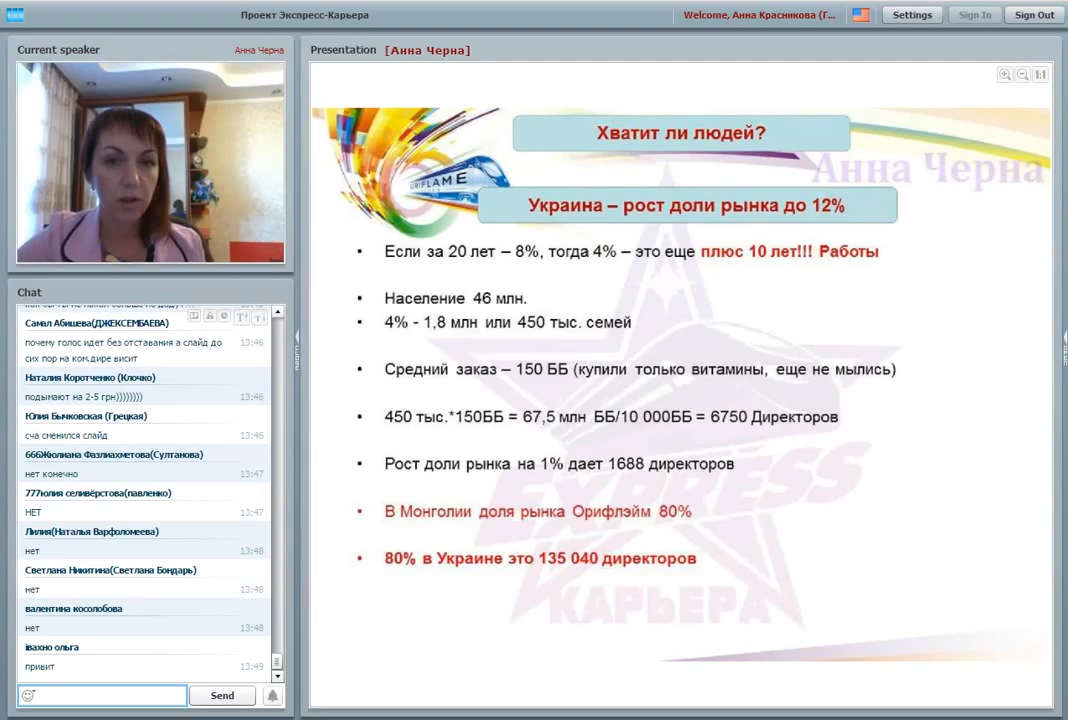 Проект Экспресс-Карьера
Welcome, Анна Красникова (Г...
Settings
Sign In
Sign Out
Current speaker
Анна Черна
Presentation [Анна Черна]
1:1
Хватит ли людей?
Анна Черна
ORIFLAME
Украина – рост доли рынка до 12%
• Если за 20 лет – 8%, тогда 4% – это еще плюс 10 лет!!! Работы
• Население 46 млн.
• 4% - 1,8 млн или 450 тыс. семей
• Средний заказ – 150 ББ (купили только витамины, еще не мылись)
• 450 тыс.*150ББ = 67,5 млн ББ/10 000ББ = 6750 Директоров
• Рост доли рынка на 1% дает 1688 директоров
• В Монголии доля рынка Орифлэйм 80%
• 80% в Украине это 135 040 директоров
EXPRESS
КАРЬЕРА
Chat
Самал Абишева(ДЖЕКСЕМБАЕВА)
почему голос идет без отставания а слайд до
сих пор на ком.дире висит
13:46
Наталия Коротченко (Клочко)
подымают на 2-5 грн))))))))
13:46
Юлия Бычковская (Грецкая)
сча сменился слайд
13:46
666Жюлиана Фазлиахметова(Султанова)
нет конечно
13:47
777юлия селивёрстова(павленко)
НЕТ
13:47
Лилия(Наталья Варфоломеева)
нет
13:48
Светлана Никитина(Светлана Бондарь)
нет
13:48
валентина косолобова
нет
13:48
івахно ольга
привит
13:49
Send